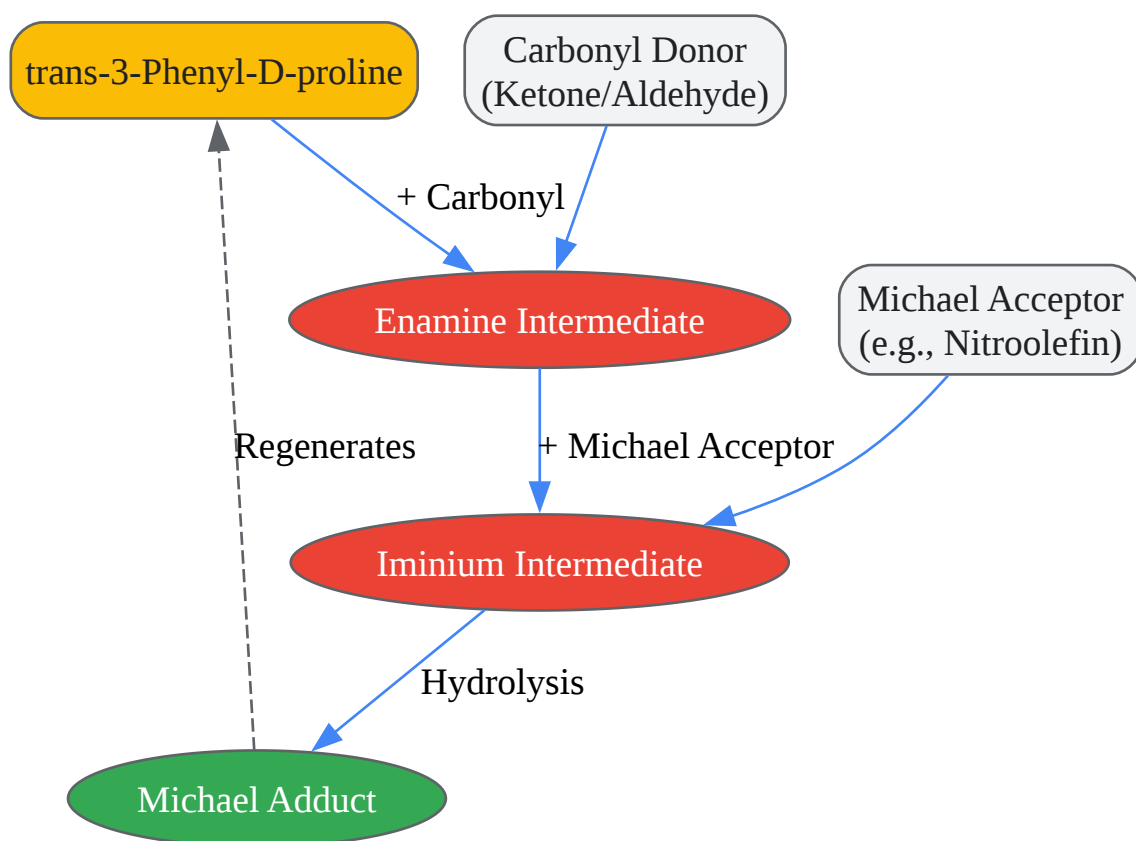 trans-3-Phenyl-D-proline
Carbonyl Donor
(Ketone/Aldehyde)
+ Carbonyl
Enamine Intermediate
Michael Acceptor
(e.g., Nitroolefin)
Regenerates
+ Michael Acceptor
Iminium Intermediate
Hydrolysis
Michael Adduct